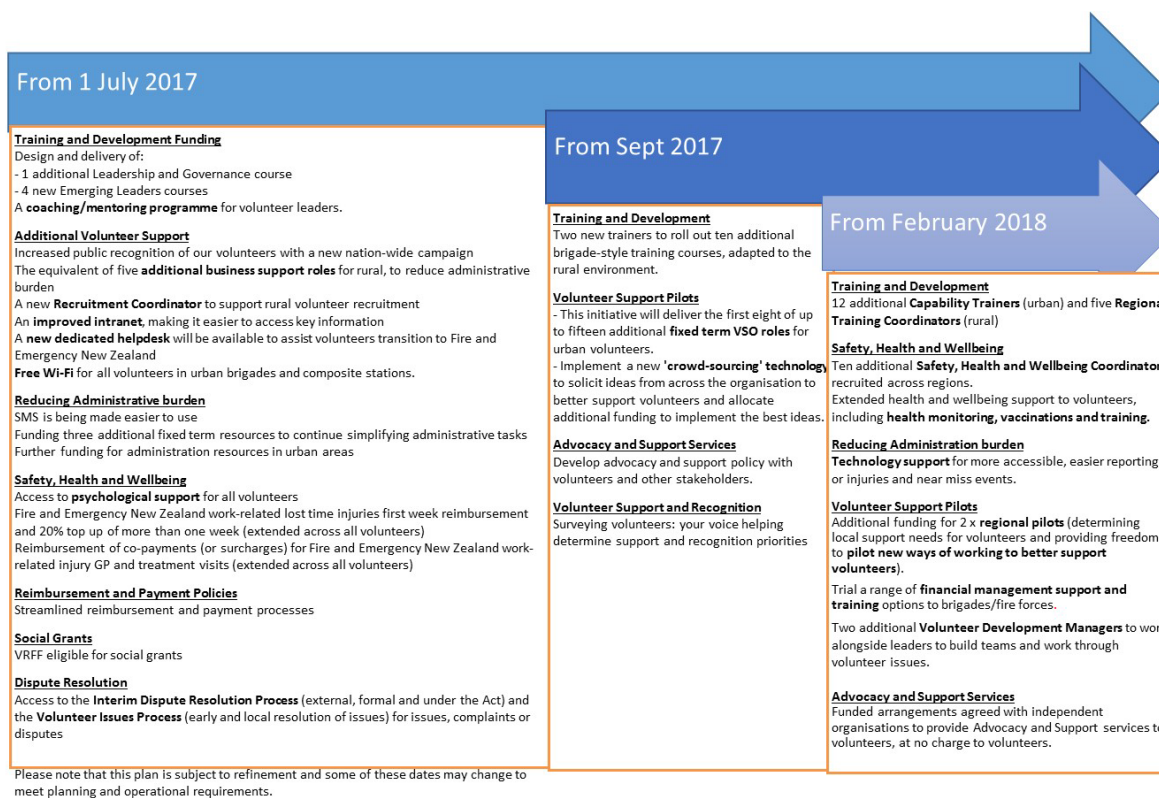 From 1 July 2017
Training and Development Funding
Design and delivery of:
- 1 additional Leadership and Governance course
- 4 new Emerging Leaders courses
A coaching/mentoring programme for volunteer leaders.
Additional Volunteer Support
Increased public recognition of our volunteers with a new nation-wide campaign
The equivalent of five additional business support roles for rural, to reduce administrative
burden
A new Recruitment Coordinator to support rural volunteer recruitment
An improved intranet, making it easier to access key information
A new dedicated helpdesk will be available to assist volunteers transition to Fire and
Emergency New Zealand
Free Wi-Fi for all volunteers in urban brigades and composite stations.
Reducing Administrative burden
SMS is being made easier to use
Funding three additional fixed term resources to continue simplifying administrative tasks
Further funding for administration resources in urban areas
Safety, Health and Wellbeing
Access to psychological support for all volunteers
Fire and Emergency New Zealand work-related lost time injuries first week reimbursement
and 20% top up of more than one week (extended across all volunteers)
Reimbursement of co-payments (or surcharges) for Fire and Emergency New Zealand work-
related injury GP and treatment visits (extended across all volunteers)
Reimbursement and Payment Policies
Streamlined reimbursement and payment processes
Social Grants
VRFF eligible for social grants
Dispute Resolution
Access to the Interim Dispute Resolution Process (external, formal and under the Act) and
the Volunteer Issues Process (early and local resolution of issues) for issues, complaints or
disputes
Please note that this plan is subject to refinement and some of these dates may change to
meet planning and operational requirements.
From Sept 2017
Training and Development
Two new trainers to roll out ten additional
brigade-style training courses, adapted to the
rural environment.
Volunteer Support Pilots
- This initiative will deliver the first eight of up
to fifteen additional fixed term VSO roles for
urban volunteers.
- Implement a new 'crowd-sourcing' technology
to solicit ideas from across the organisation to
better support volunteers and allocate
additional funding to implement the best ideas.
Advocacy and Support Services
Develop advocacy and support policy with
volunteers and other stakeholders.
Volunteer Support and Recognition
Surveying volunteers: your voice helping
determine support and recognition priorities
From February 2018
Training and Development
12 additional Capability Trainers (urban) and five Regiona
Training Coordinators (rural)
Safety, Health and Wellbeing
Ten additional Safety, Health and Wellbeing Coordinator
recruited across regions.
Extended health and wellbeing support to volunteers,
including health monitoring, vaccinations and training.
Reducing Administration burden
Technology support for more accessible, easier reporting
or injuries and near miss events.
Volunteer Support Pilots
Additional funding for 2 x regional pilots (determining
local support needs for volunteers and providing freedom
to pilot new ways of working to better support
volunteers).
Trial a range of financial management support and
training options to brigades/fire forces.
Two additional Volunteer Development Managers to wor
alongside leaders to build teams and work through
volunteer issues.
Advocacy and Support Services
Funded arrangements agreed with independent
organisations to provide Advocacy and Support services t
volunteers, at no charge to volunteers.